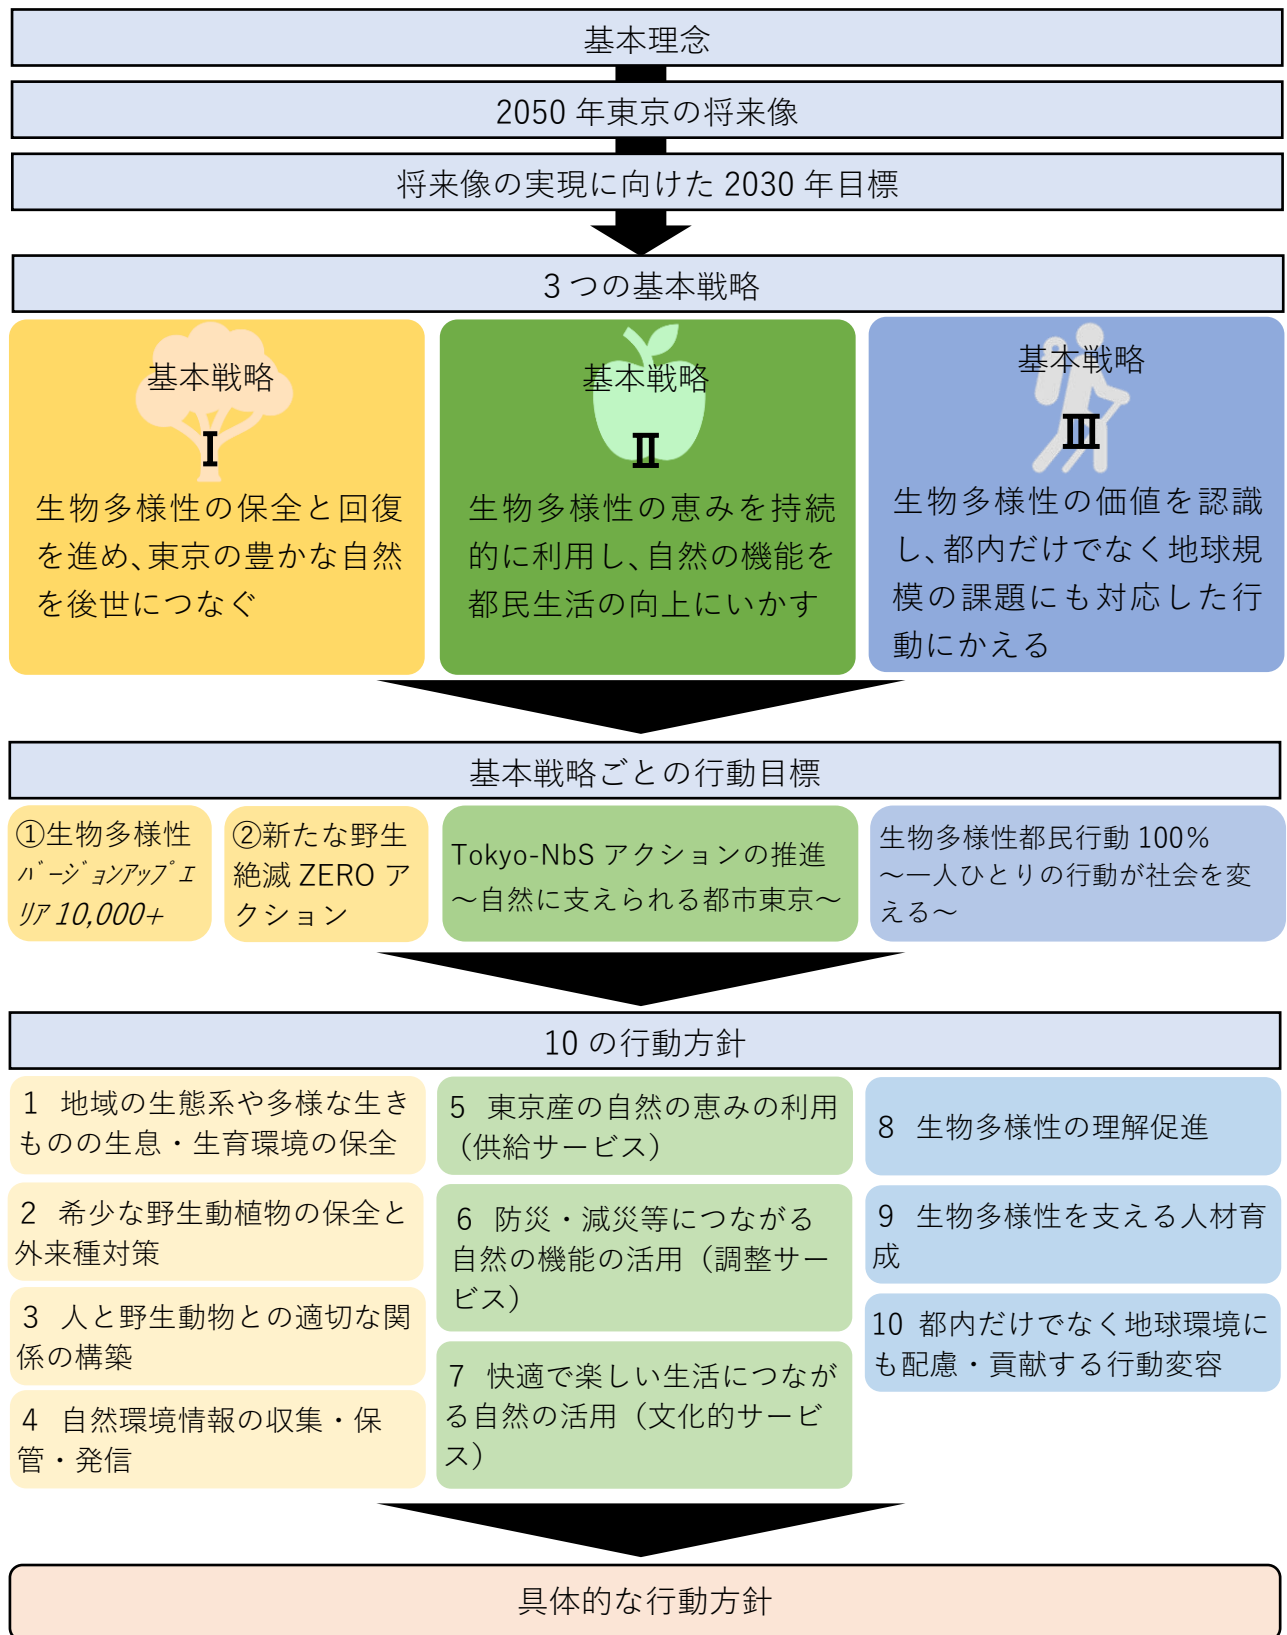 基本理念
2050 年東京の将来像
将来像の実現に向けた 2030 年目標
3 つの基本戦略
基本戦略
Ⅰ
生物多様性の保全と回復
を進め、東京の豊かな自然
を後世につなぐ
基本戦略
Ⅱ
生物多様性の恵みを持続
的に利用し、自然の機能を
都民生活の向上にいかす
基本戦略
Ⅲ
生物多様性の価値を認識
し、都内だけでなく地球規
模の課題にも対応した行
動にかえる
基本戦略ごとの行動目標
①生物多様性
ﾊﾞｰｼﾞｮﾝｱｯﾌﾟｴ
ﾘｱ 10,000+
②新たな野生
絶滅 ZERO ア
クション
Tokyo-NbS アクションの推進
～自然に支えられる都市東京～
生物多様性都民行動 100％
～一人ひとりの行動が社会を変
える～
10 の行動方針
1 地域の生態系や多様な生き
ものの生息・生育環境の保全
2 希少な野生動植物の保全と
外来種対策
3 人と野生動物との適切な関
係の構築
4 自然環境情報の収集・保
管・発信
5 東京産の自然の恵みの利用
（供給サービス）
6 防災・減災等につながる
自然の機能の活用（調整サー
ビス）
7 快適で楽しい生活につなが
る自然の活用（文化的サービ
ス）
8 生物多様性の理解促進
9 生物多様性を支える人材育
成
10 都内だけでなく地球環境に
も配慮・貢献する行動変容
具体的な行動方針